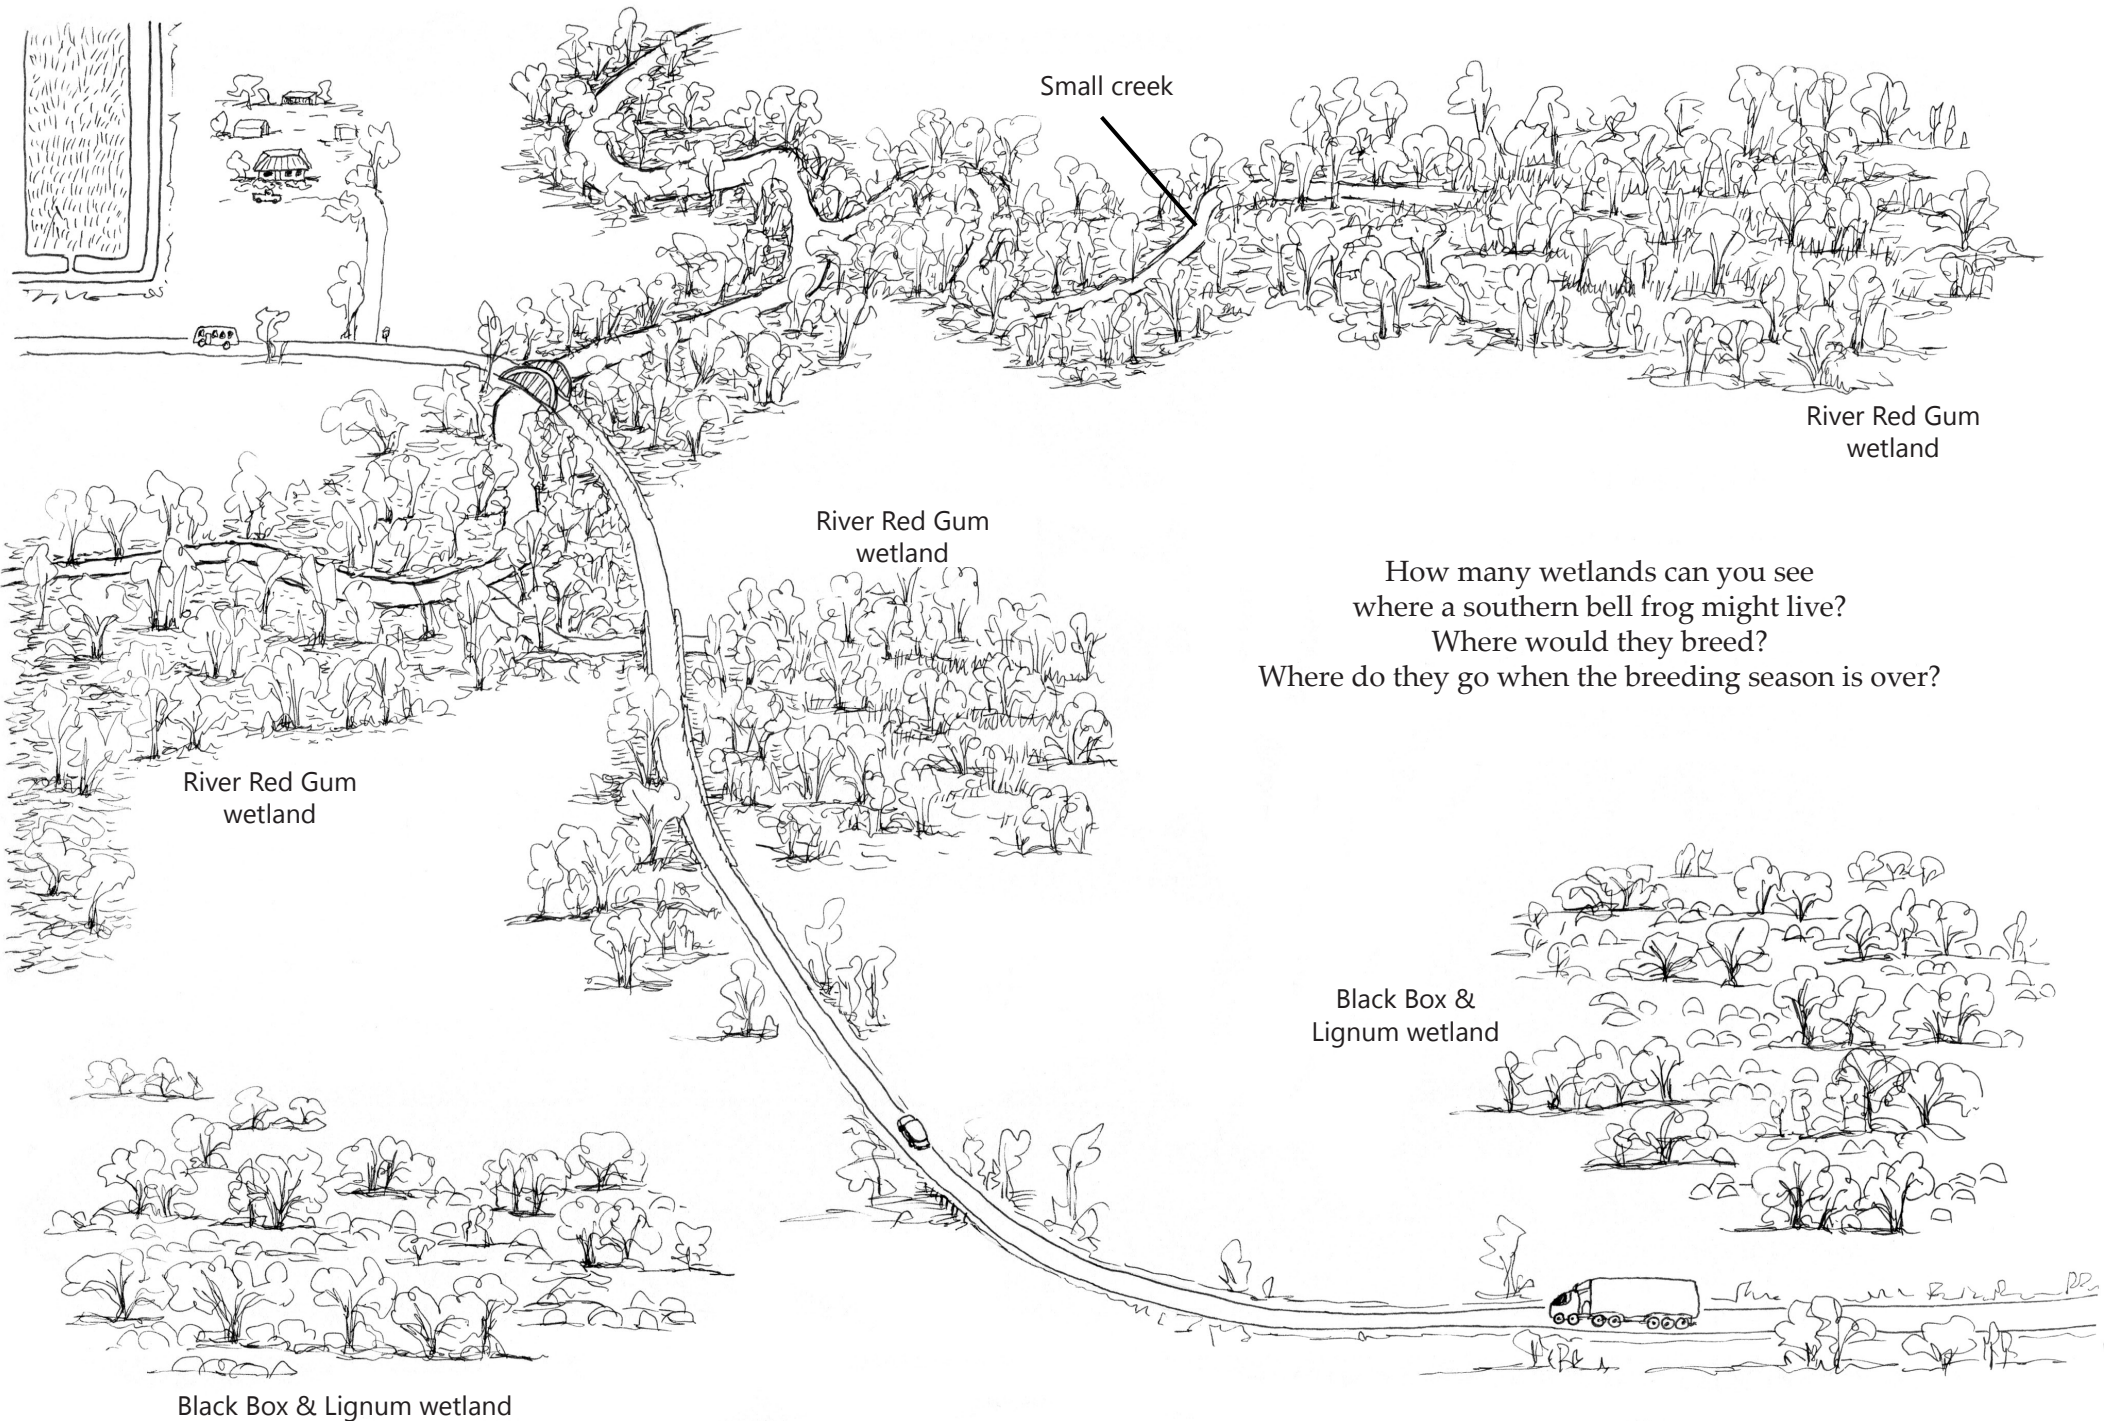 Small creek
River Red Gum
wetland
River Red Gum
wetland
How many wetlands can you see
where a southern bell frog might live?
Where would they breed?
Where do they go when the breeding season is over?
River Red Gum
wetland
Black Box &
Lignum wetland
Black Box & Lignum wetland